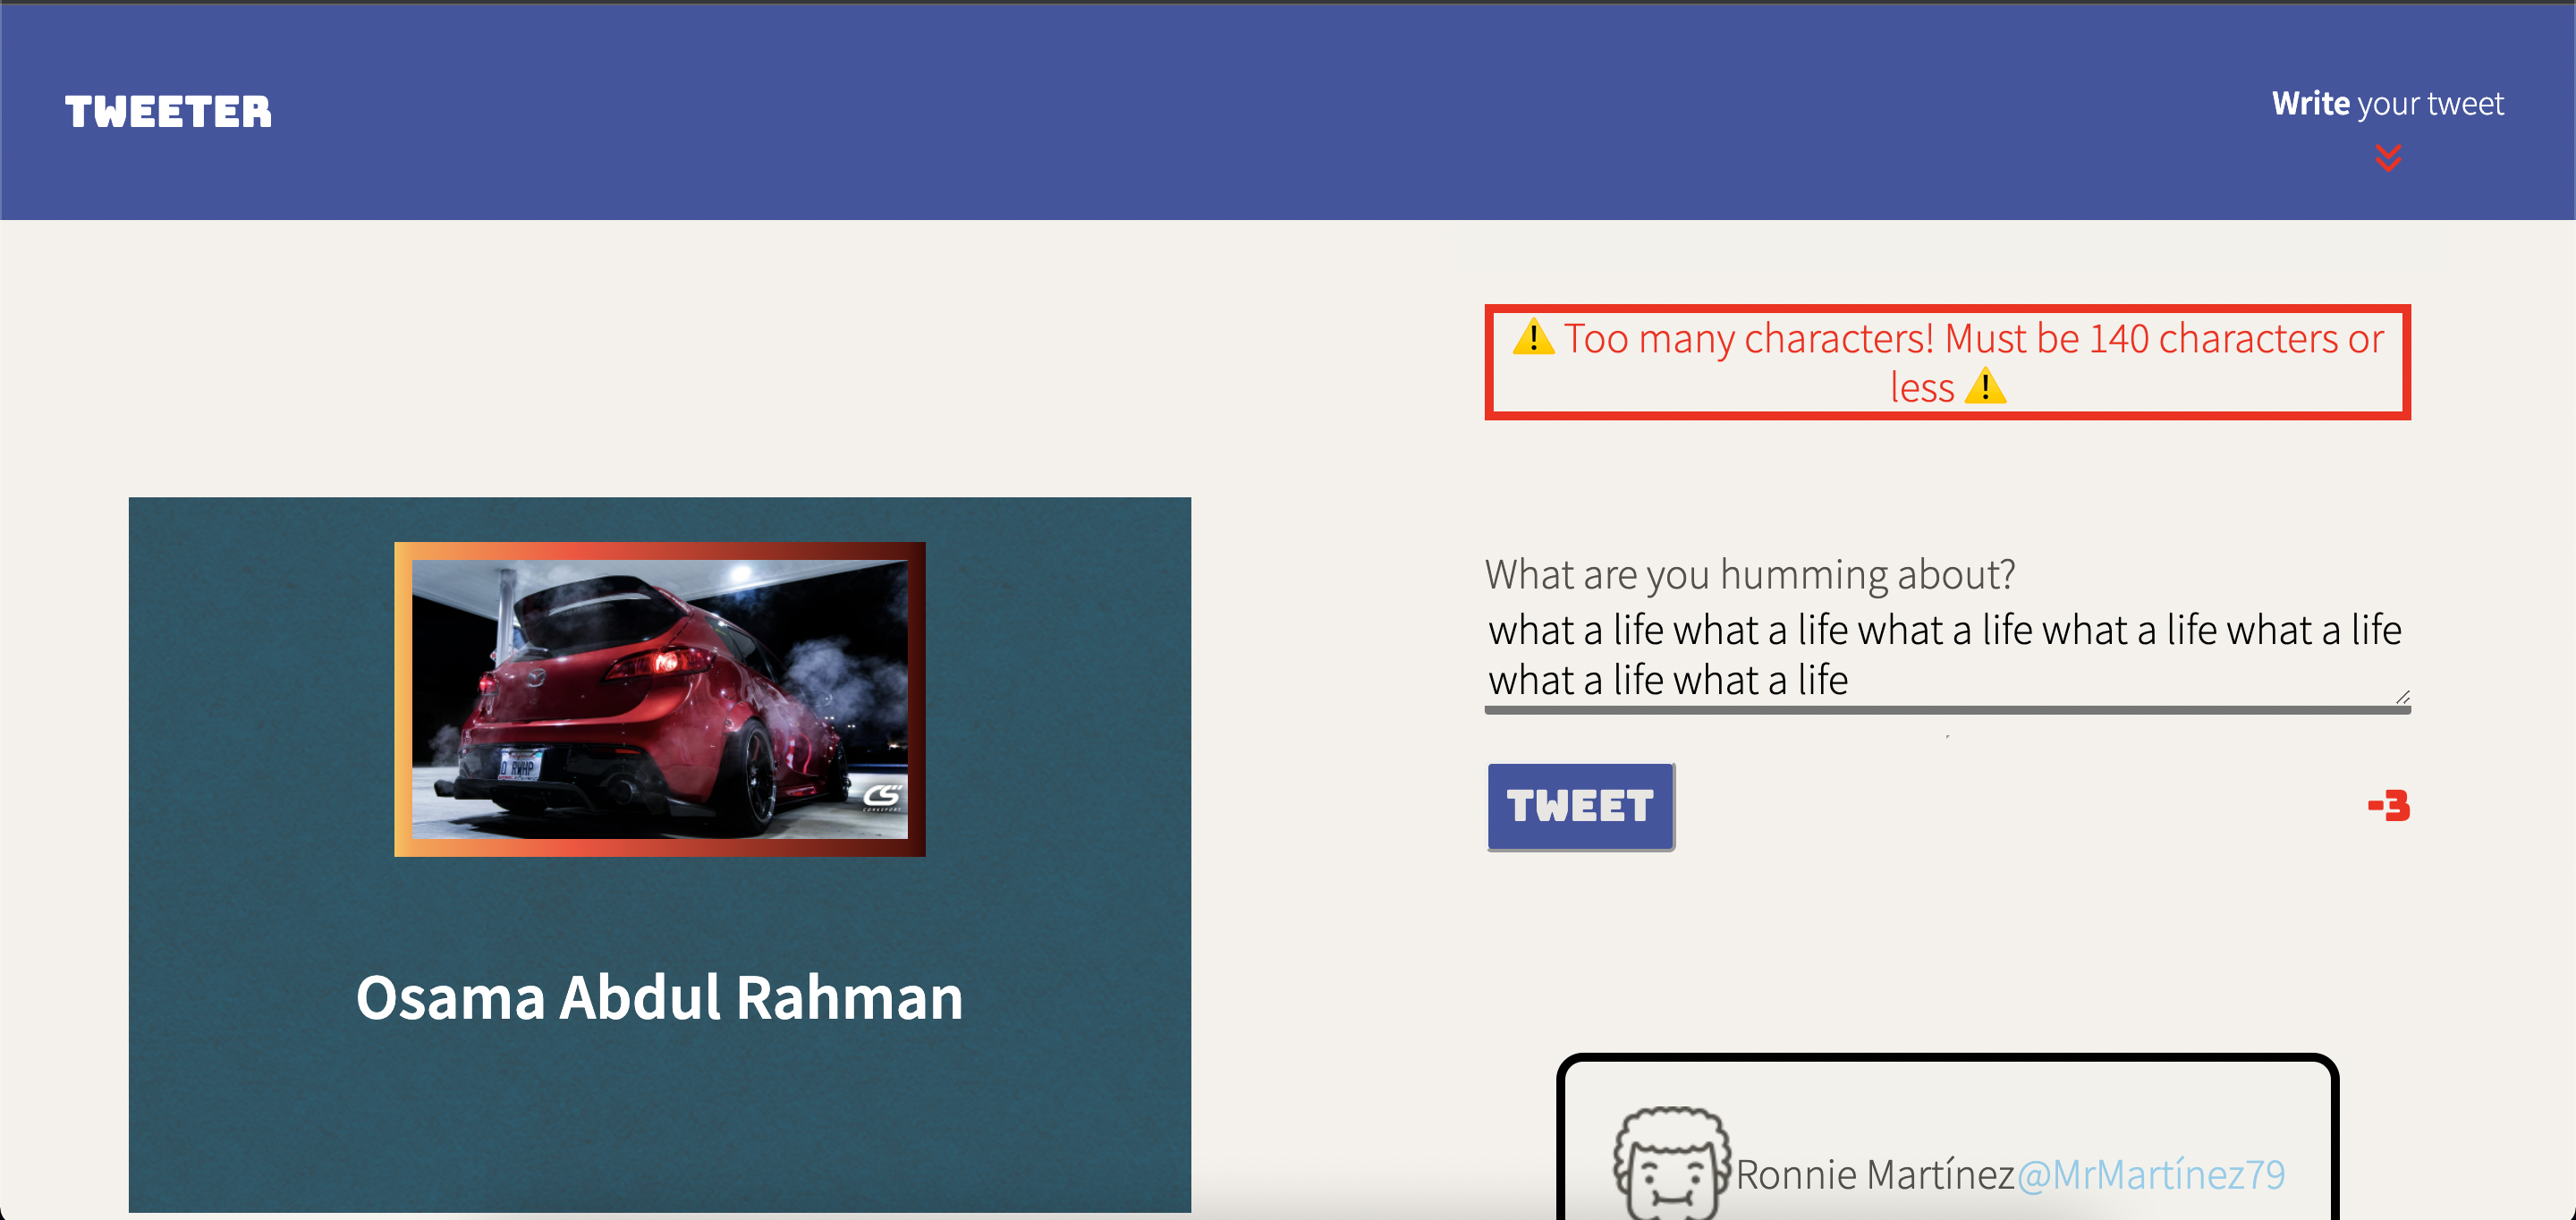 TWEETER
Write your tweet
⚠️ Too many characters! Must be 140 characters or
less ⚠️
What are you humming about?
what a life what a life what a life what a life what a life
what a life what a life
TWEET
-3
CS
CORKSPORT
Osama Abdul Rahman
Ronnie Martínez@MrMartínez79